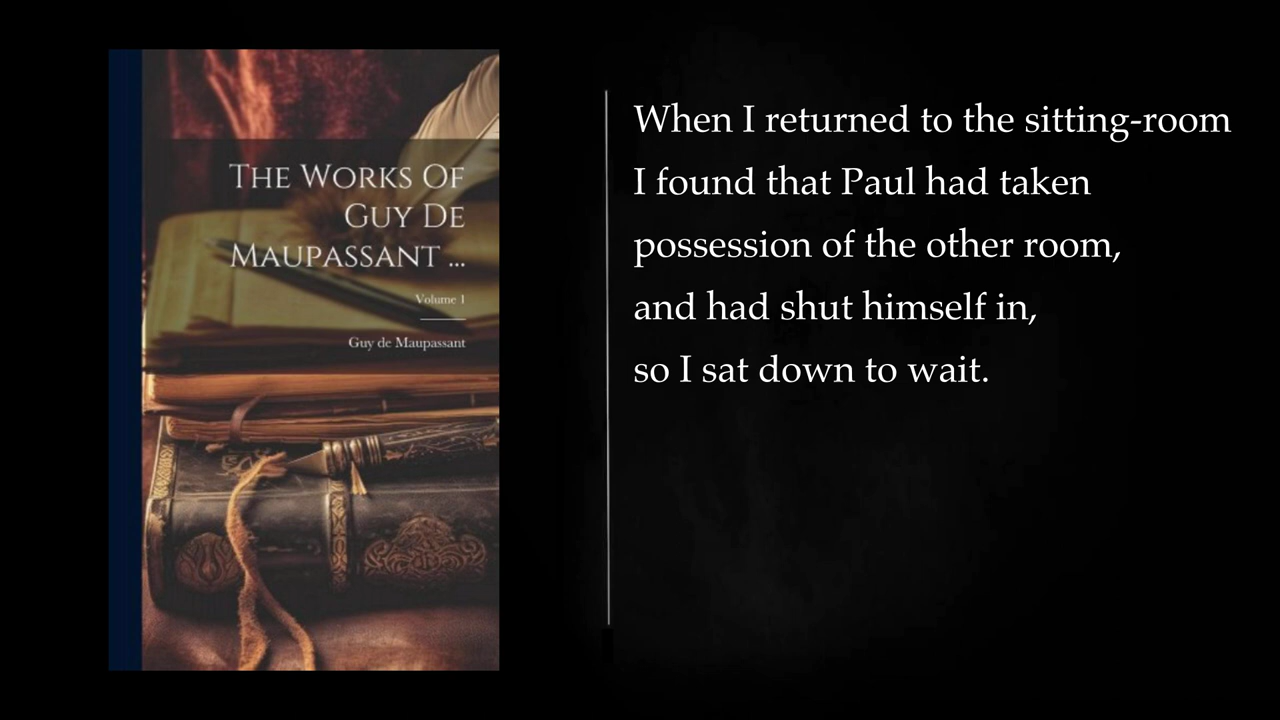 THE WORKS OF
GUY DE
MAUPASSANT ...
Volume 1
Guy de Maupassant
When I returned to the sitting-room
I found that Paul had taken
possession of the other room,
and had shut himself in,
so I sat down to wait.